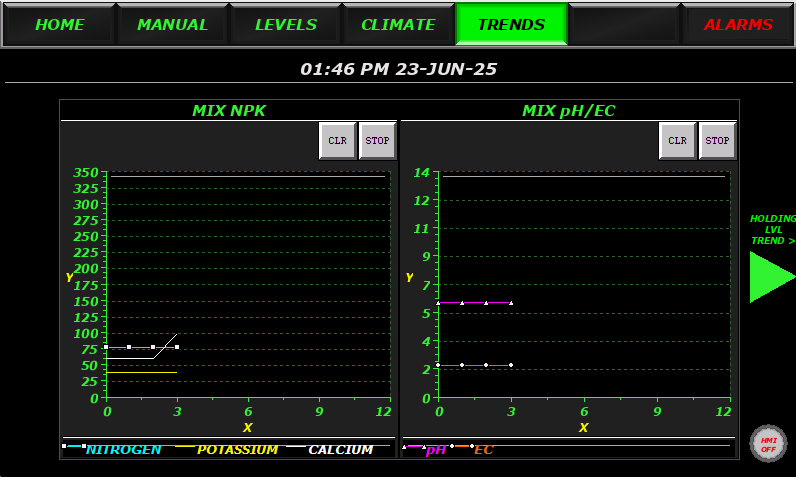 HOME MANUAL LEVELS CLIMATE TRENDS ALARMS
01:46 PM 23-JUN-25
MIX NPK
CLR STOP
350
325
300
275
250
225
200
Y
175
150
125
100
75
50
25
0
0 3 6 9 12
X
NITROGEN POTASSIUM CALCIUM
MIX pH/EC
CLR STOP
14
12
11
9
Y
7
5
4
2
0
0 3 6 9 12
X
pH EC
HOLDING
LVL
TREND >
HMI
OFF